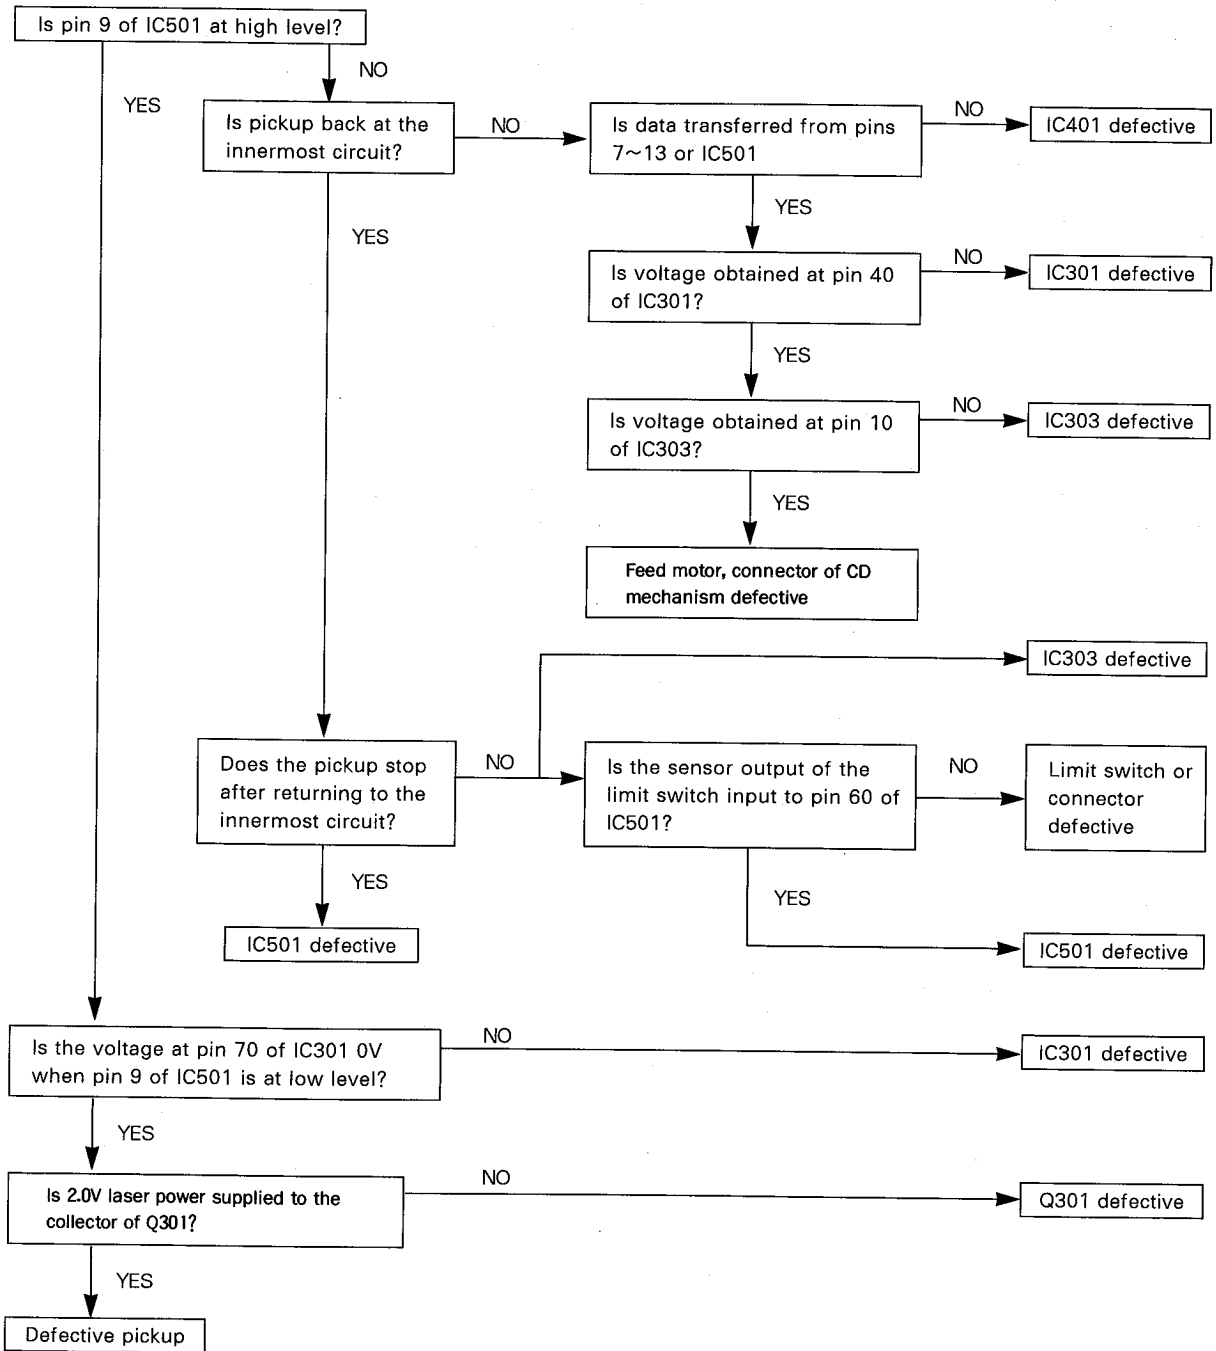 Is pin 9 of IC501 at high level?
NO
YES
Is pickup back at the
innermost circuit?
NO
Is data transferred from pins
7~13 or IC501
NO
IC401 defective
YES
YES
Is voltage obtained at pin 40
of IC301?
NO
IC301 defective
YES
Is voltage obtained at pin 10
of IC303?
NO
IC303 defective
YES
Feed motor, connector of CD
mechanism defective
IC303 defective
Does the pickup stop
after returning to the
innermost circuit?
NO
Is the sensor output of the
limit switch input to pin 60 of
IC501?
NO
Limit switch or
connector
defective
YES
YES
IC501 defective
IC501 defective
Is the voltage at pin 70 of IC301 0V
when pin 9 of IC501 is at low level?
NO
IC301 defective
YES
Is 2.0V laser power supplied to the
collector of Q301?
NO
Q301 defective
YES
Defective pickup